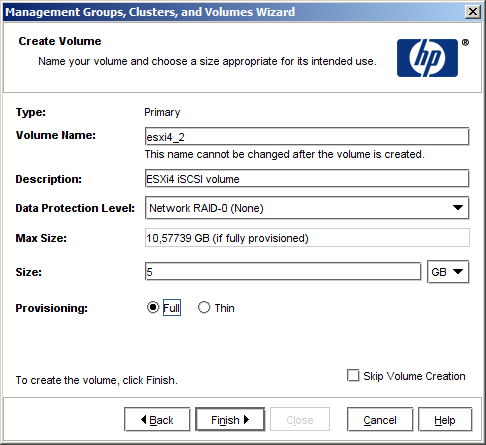 Management Groups, Clusters, and Volumes Wizard
Create Volume
Name your volume and choose a size appropriate for its intended use.
hp ®
Type: Primary
Volume Name: esxi4_2
This name cannot be changed after the volume is created.
Description: ESXi4 iSCSI volume
Data Protection Level: Network RAID-0 (None)
Max Size: 10,57739 GB (if fully provisioned)
Size: 5 GB
Provisioning: Full Thin
To create the volume, click Finish. Skip Volume Creation
Back Finish Close Cancel Help